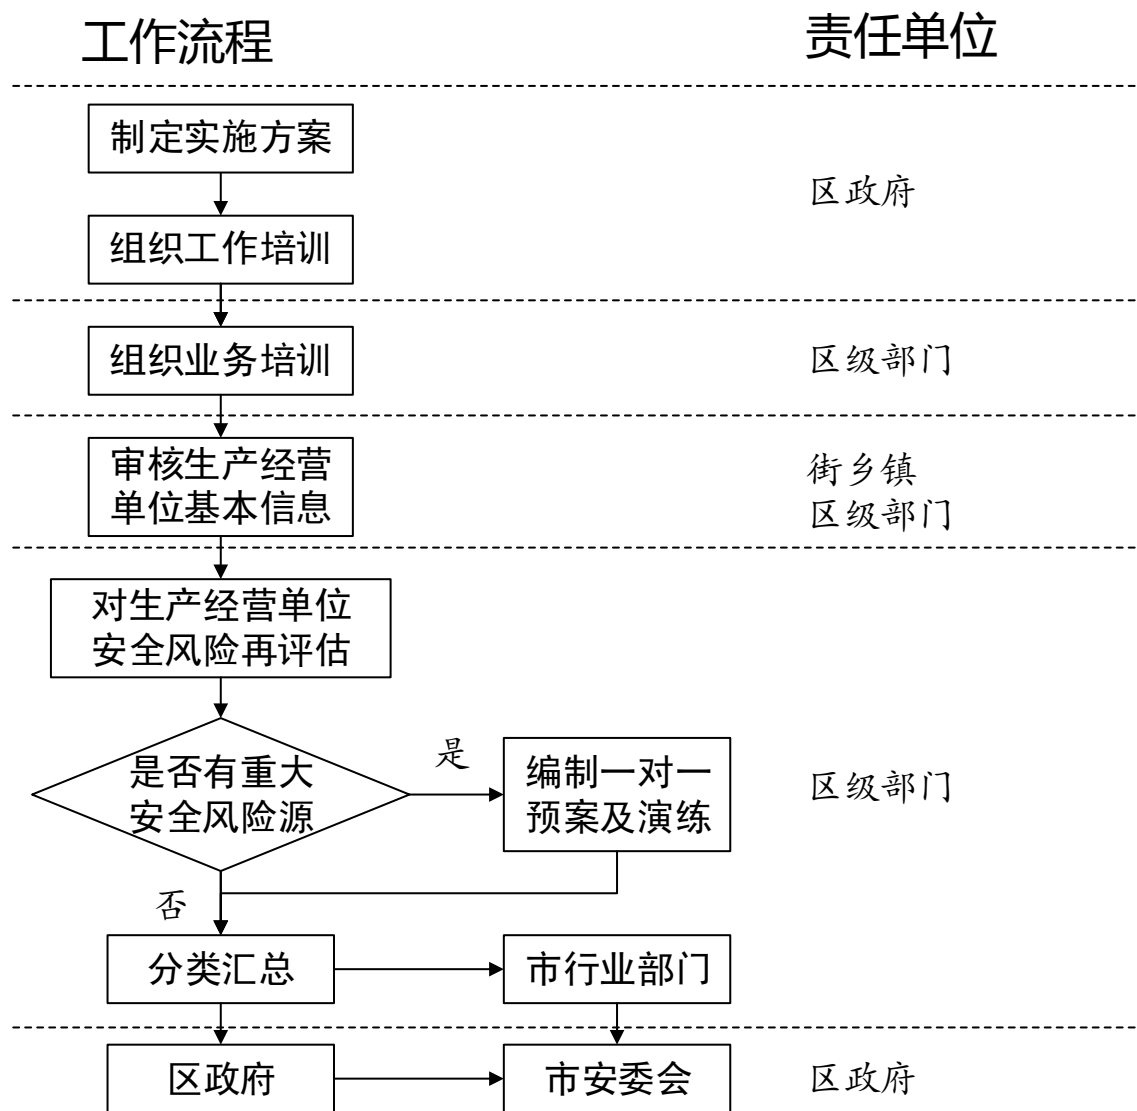 工作流程
责任单位
制定实施方案
区政府
组织工作培训
组织业务培训
区级部门
审核生产经营
单位基本信息
街乡镇
区级部门
对生产经营单位
安全风险再评估
是否有重大
安全风险源
是
编制一对一
预案及演练
区级部门
否
分类汇总
市行业部门
区政府
市安委会
区政府